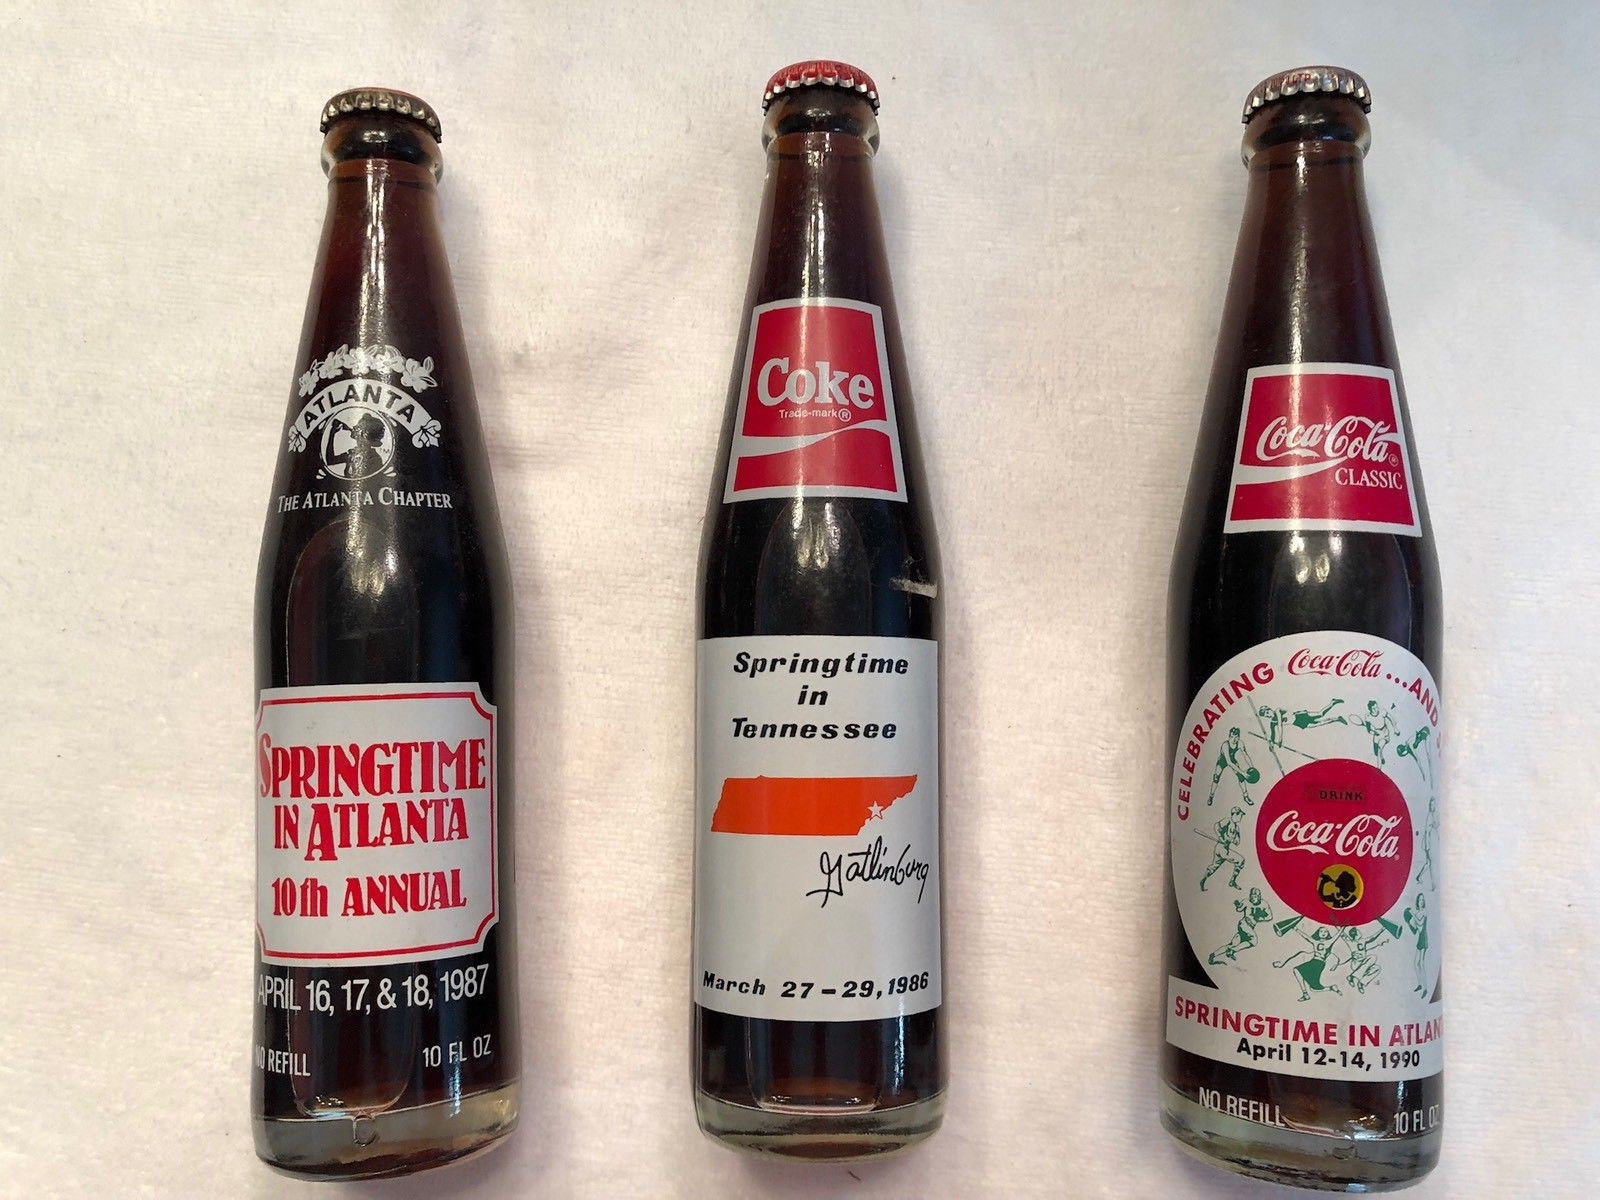 ATLANTA
THE ATLANTA CHAPTER
SPRINGTIME
IN ATLANTA
10th ANNUAL
APRIL 16, 17, & 18, 1987
NO REFILL
10 FL OZ
Coke
Trade-mark®
Springtime
in
Tennessee
Gatlinburg
March 27-29, 1986
Coca-Cola®
CLASSIC
CELEBRATING Coca-Cola ...AND
DRINK
Coca-Cola®
SPRINGTIME IN ATLAN
April 12-14, 1990
NO REFILL
10 FL OZ